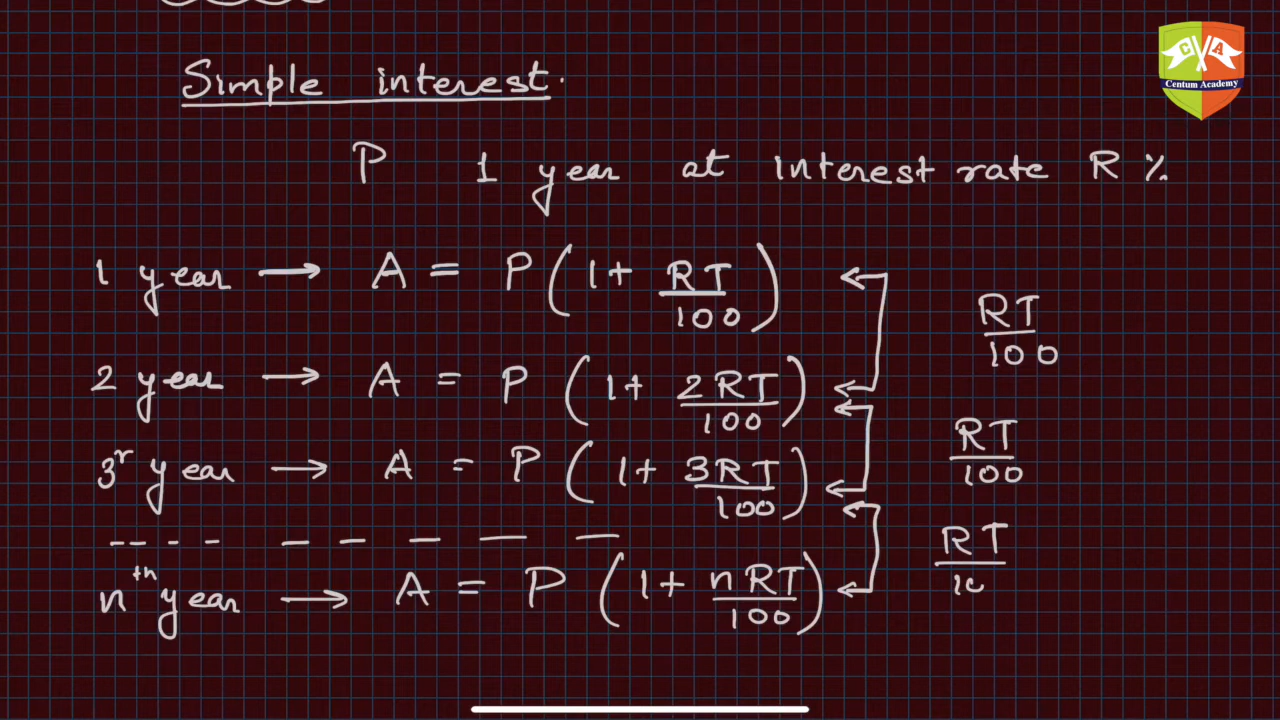 C A
Centum Academy
Simple interest.
P 1 year at interest rate R %
1 year → A = P(1 + RT/100)
RT/100
2 year → A = P(1 + 2RT/100)
RT/100
3r year → A = P(1 + 3RT/100)
RT/10
nth year → A = P(1 + nRT/100)